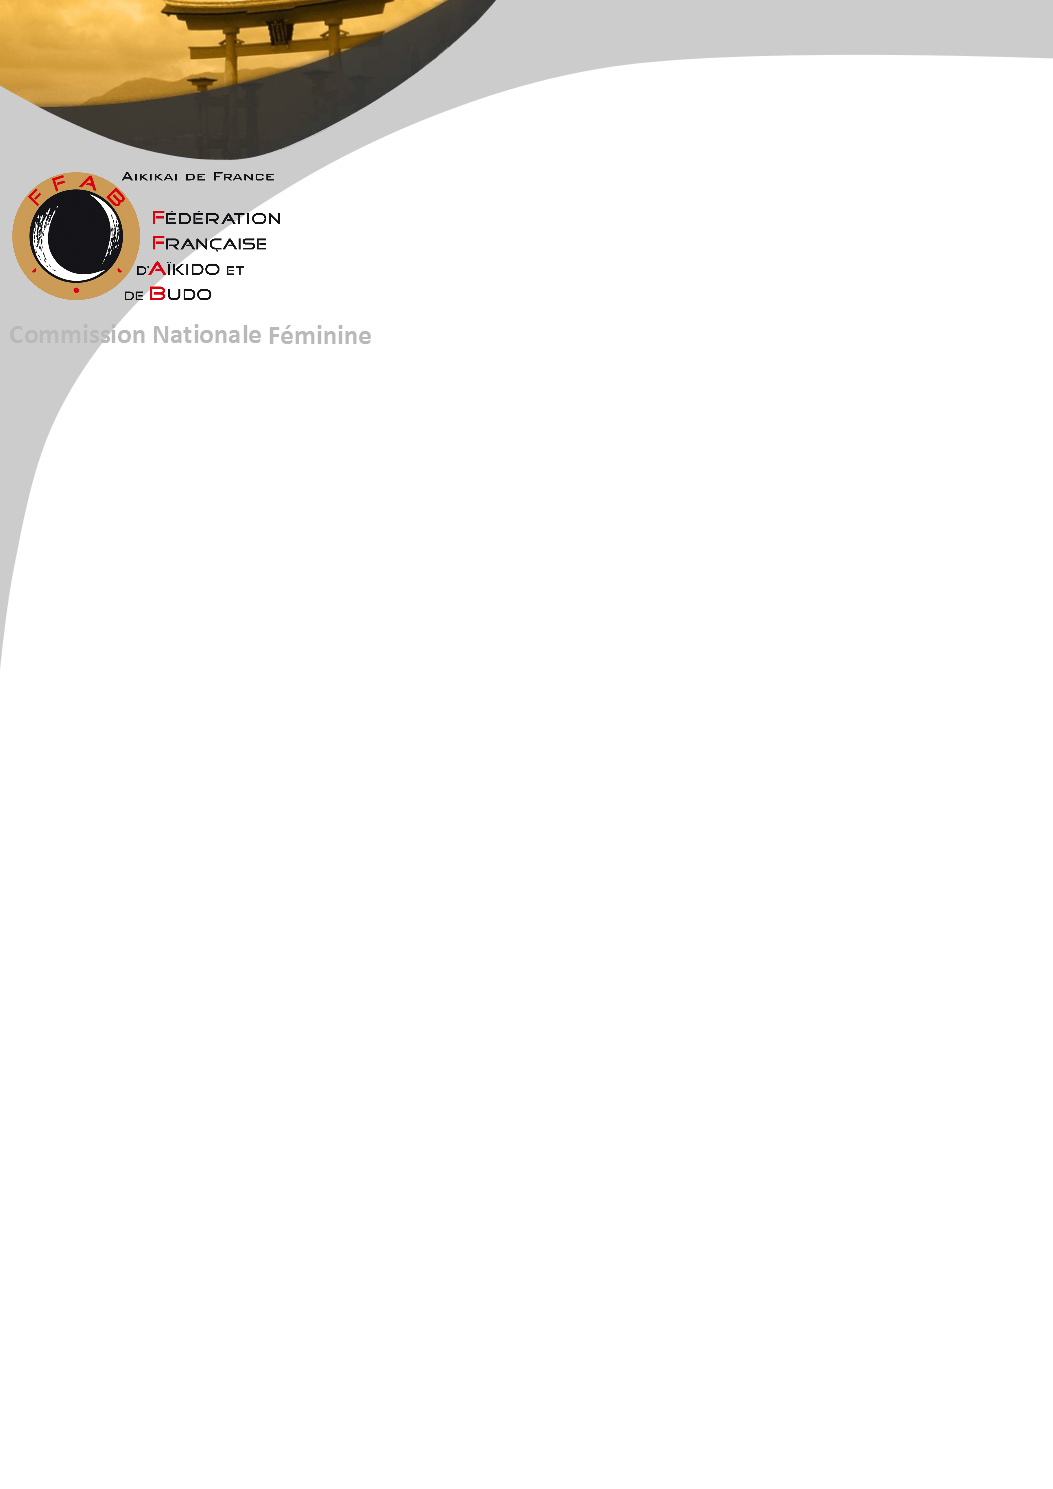 AIKIKAI DE FRANCE
FFAB
FÉDÉRATION
FRANÇAISE
D'AÏKIDO ET
DE BUDO
Commission Nationale Féminine